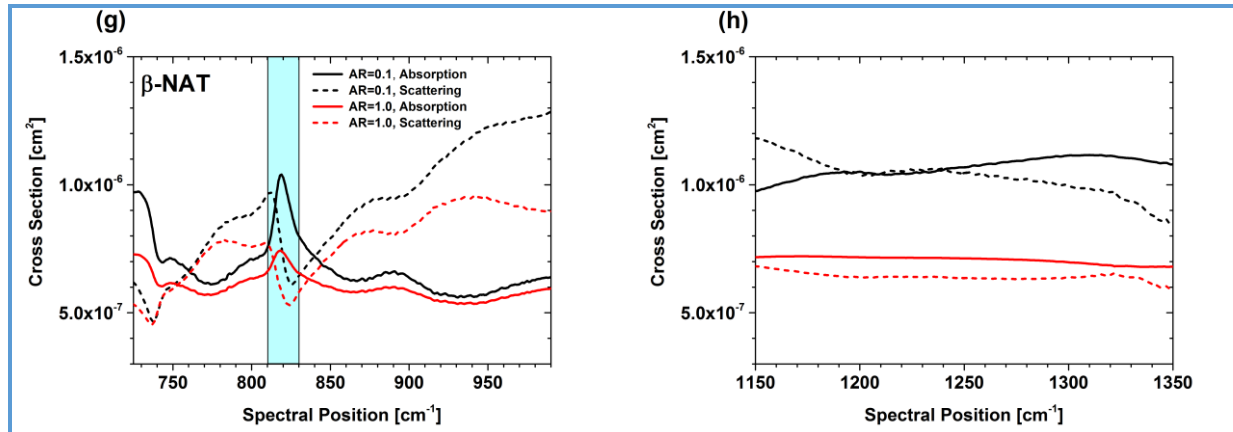 (g)
1.5x10⁻⁶
1.0x10⁻⁶
5.0x10⁻⁷
Cross Section [cm²]
β-NAT
AR=0.1, Absorption
AR=0.1, Scattering
AR=1.0, Absorption
AR=1.0, Scattering
750 800 850 900 950
Spectral Position [cm⁻¹]
(h)
1.5x10⁻⁶
1.0x10⁻⁶
5.0x10⁻⁷
Cross Section [cm²]
1150 1200 1250 1300 1350
Spectral Position [cm⁻¹]